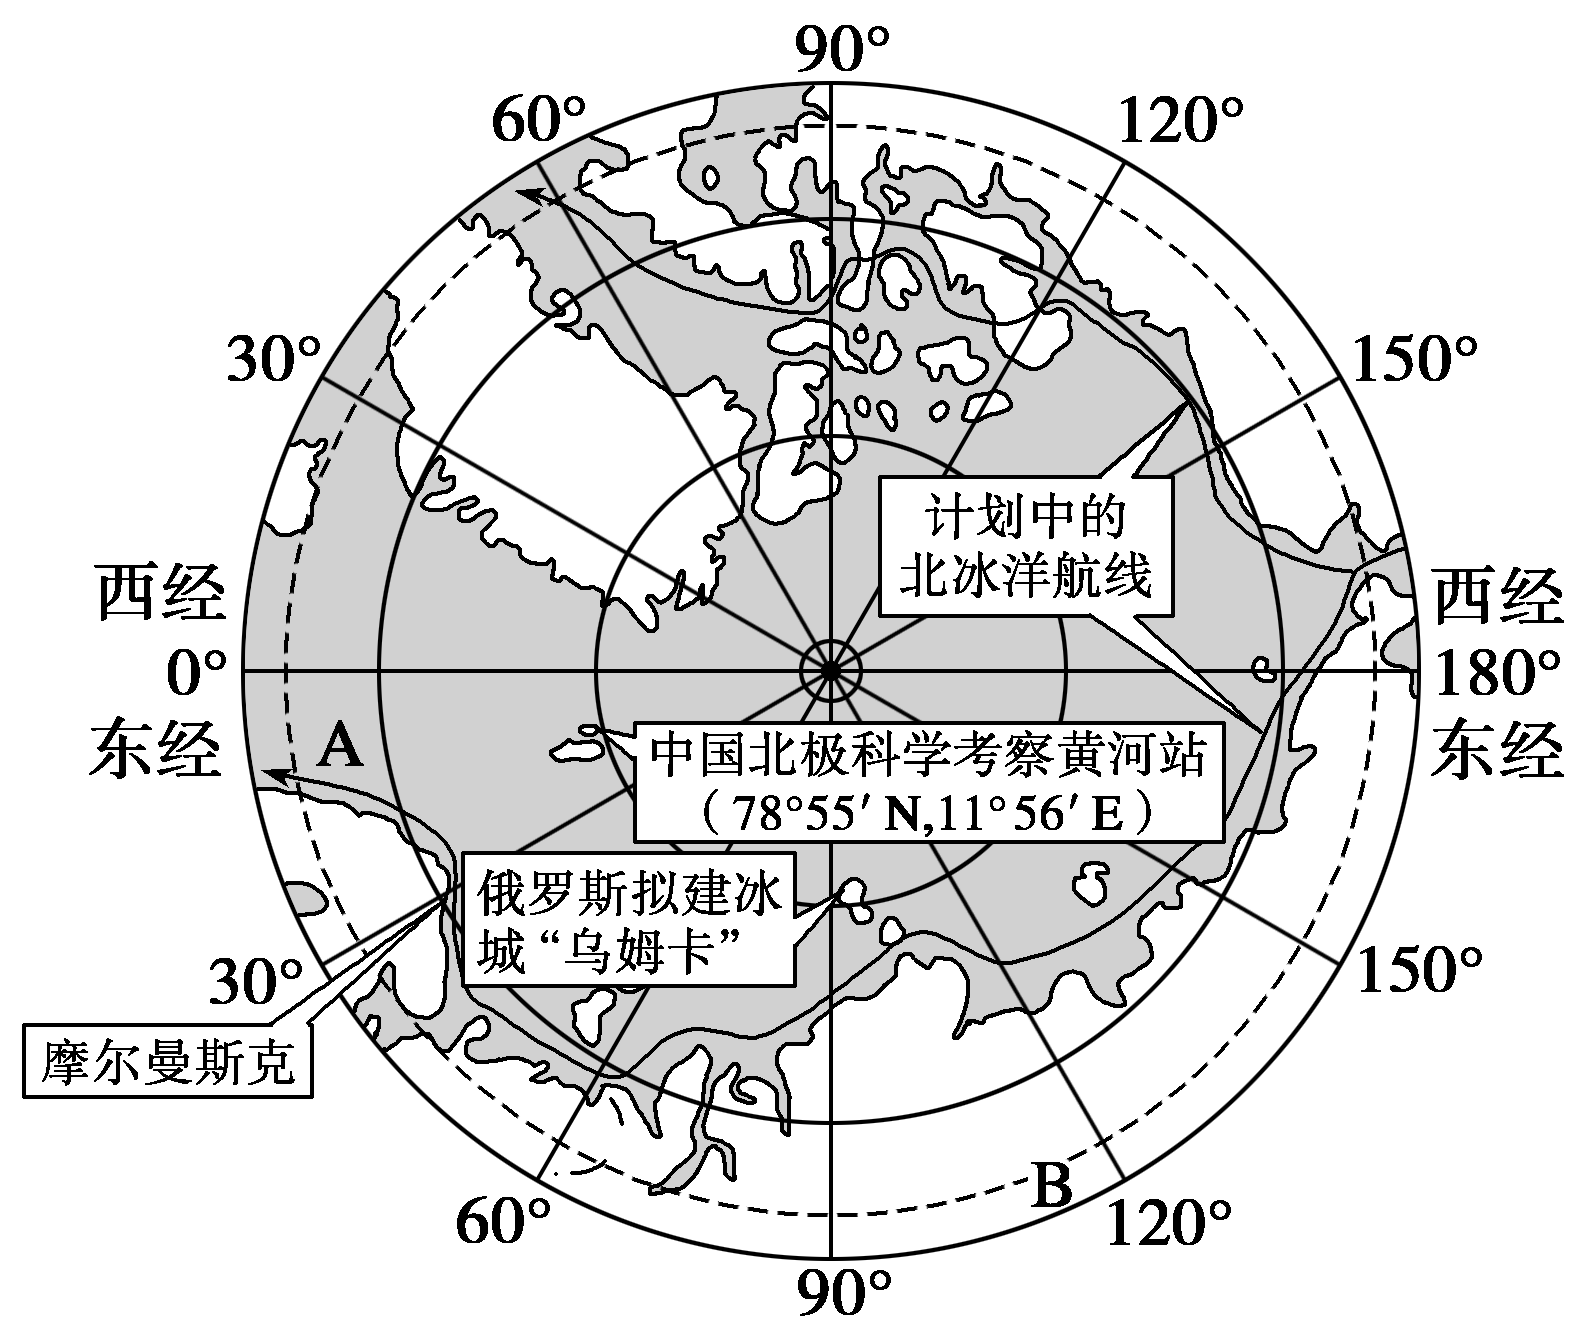 90°
60°
120°
30°
150°
计划中的
北冰洋航线
西经
0°
东经
西经
180°
东经
A
中国北极科学考察黄河站
（78°55′N,11°56′E）
俄罗斯拟建冰
城“乌姆卡”
30°
150°
摩尔曼斯克
B
60°
120°
90°